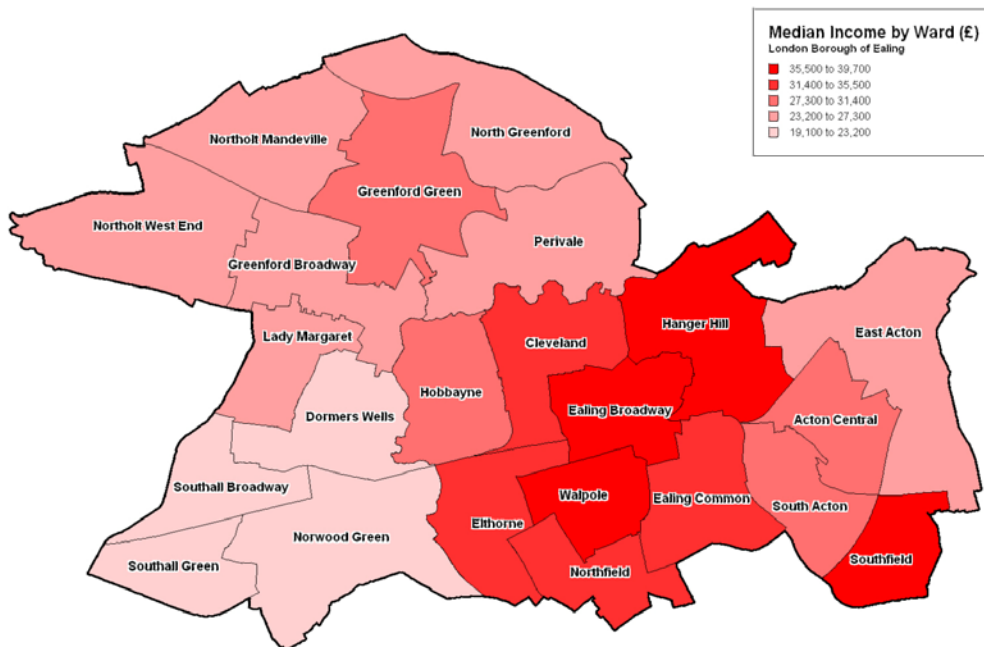 Median Income by Ward (£)
London Borough of Ealing
35,500 to 39,700
31,400 to 35,500
27,300 to 31,400
23,200 to 27,300
19,100 to 23,200
Northolt Mandeville
North Greenford
Greenford Green
Northolt West End
Perivale
Greenford Broadway
Hanger Hill
East Acton
Lady Margaret
Cleveland
Hobbayne
Ealing Broadway
Dormers Wells
Acton Central
Southall Broadway
Walpole
Ealing Common
South Acton
Elthorne
Norwood Green
Southall Green
Northfield
Southfield